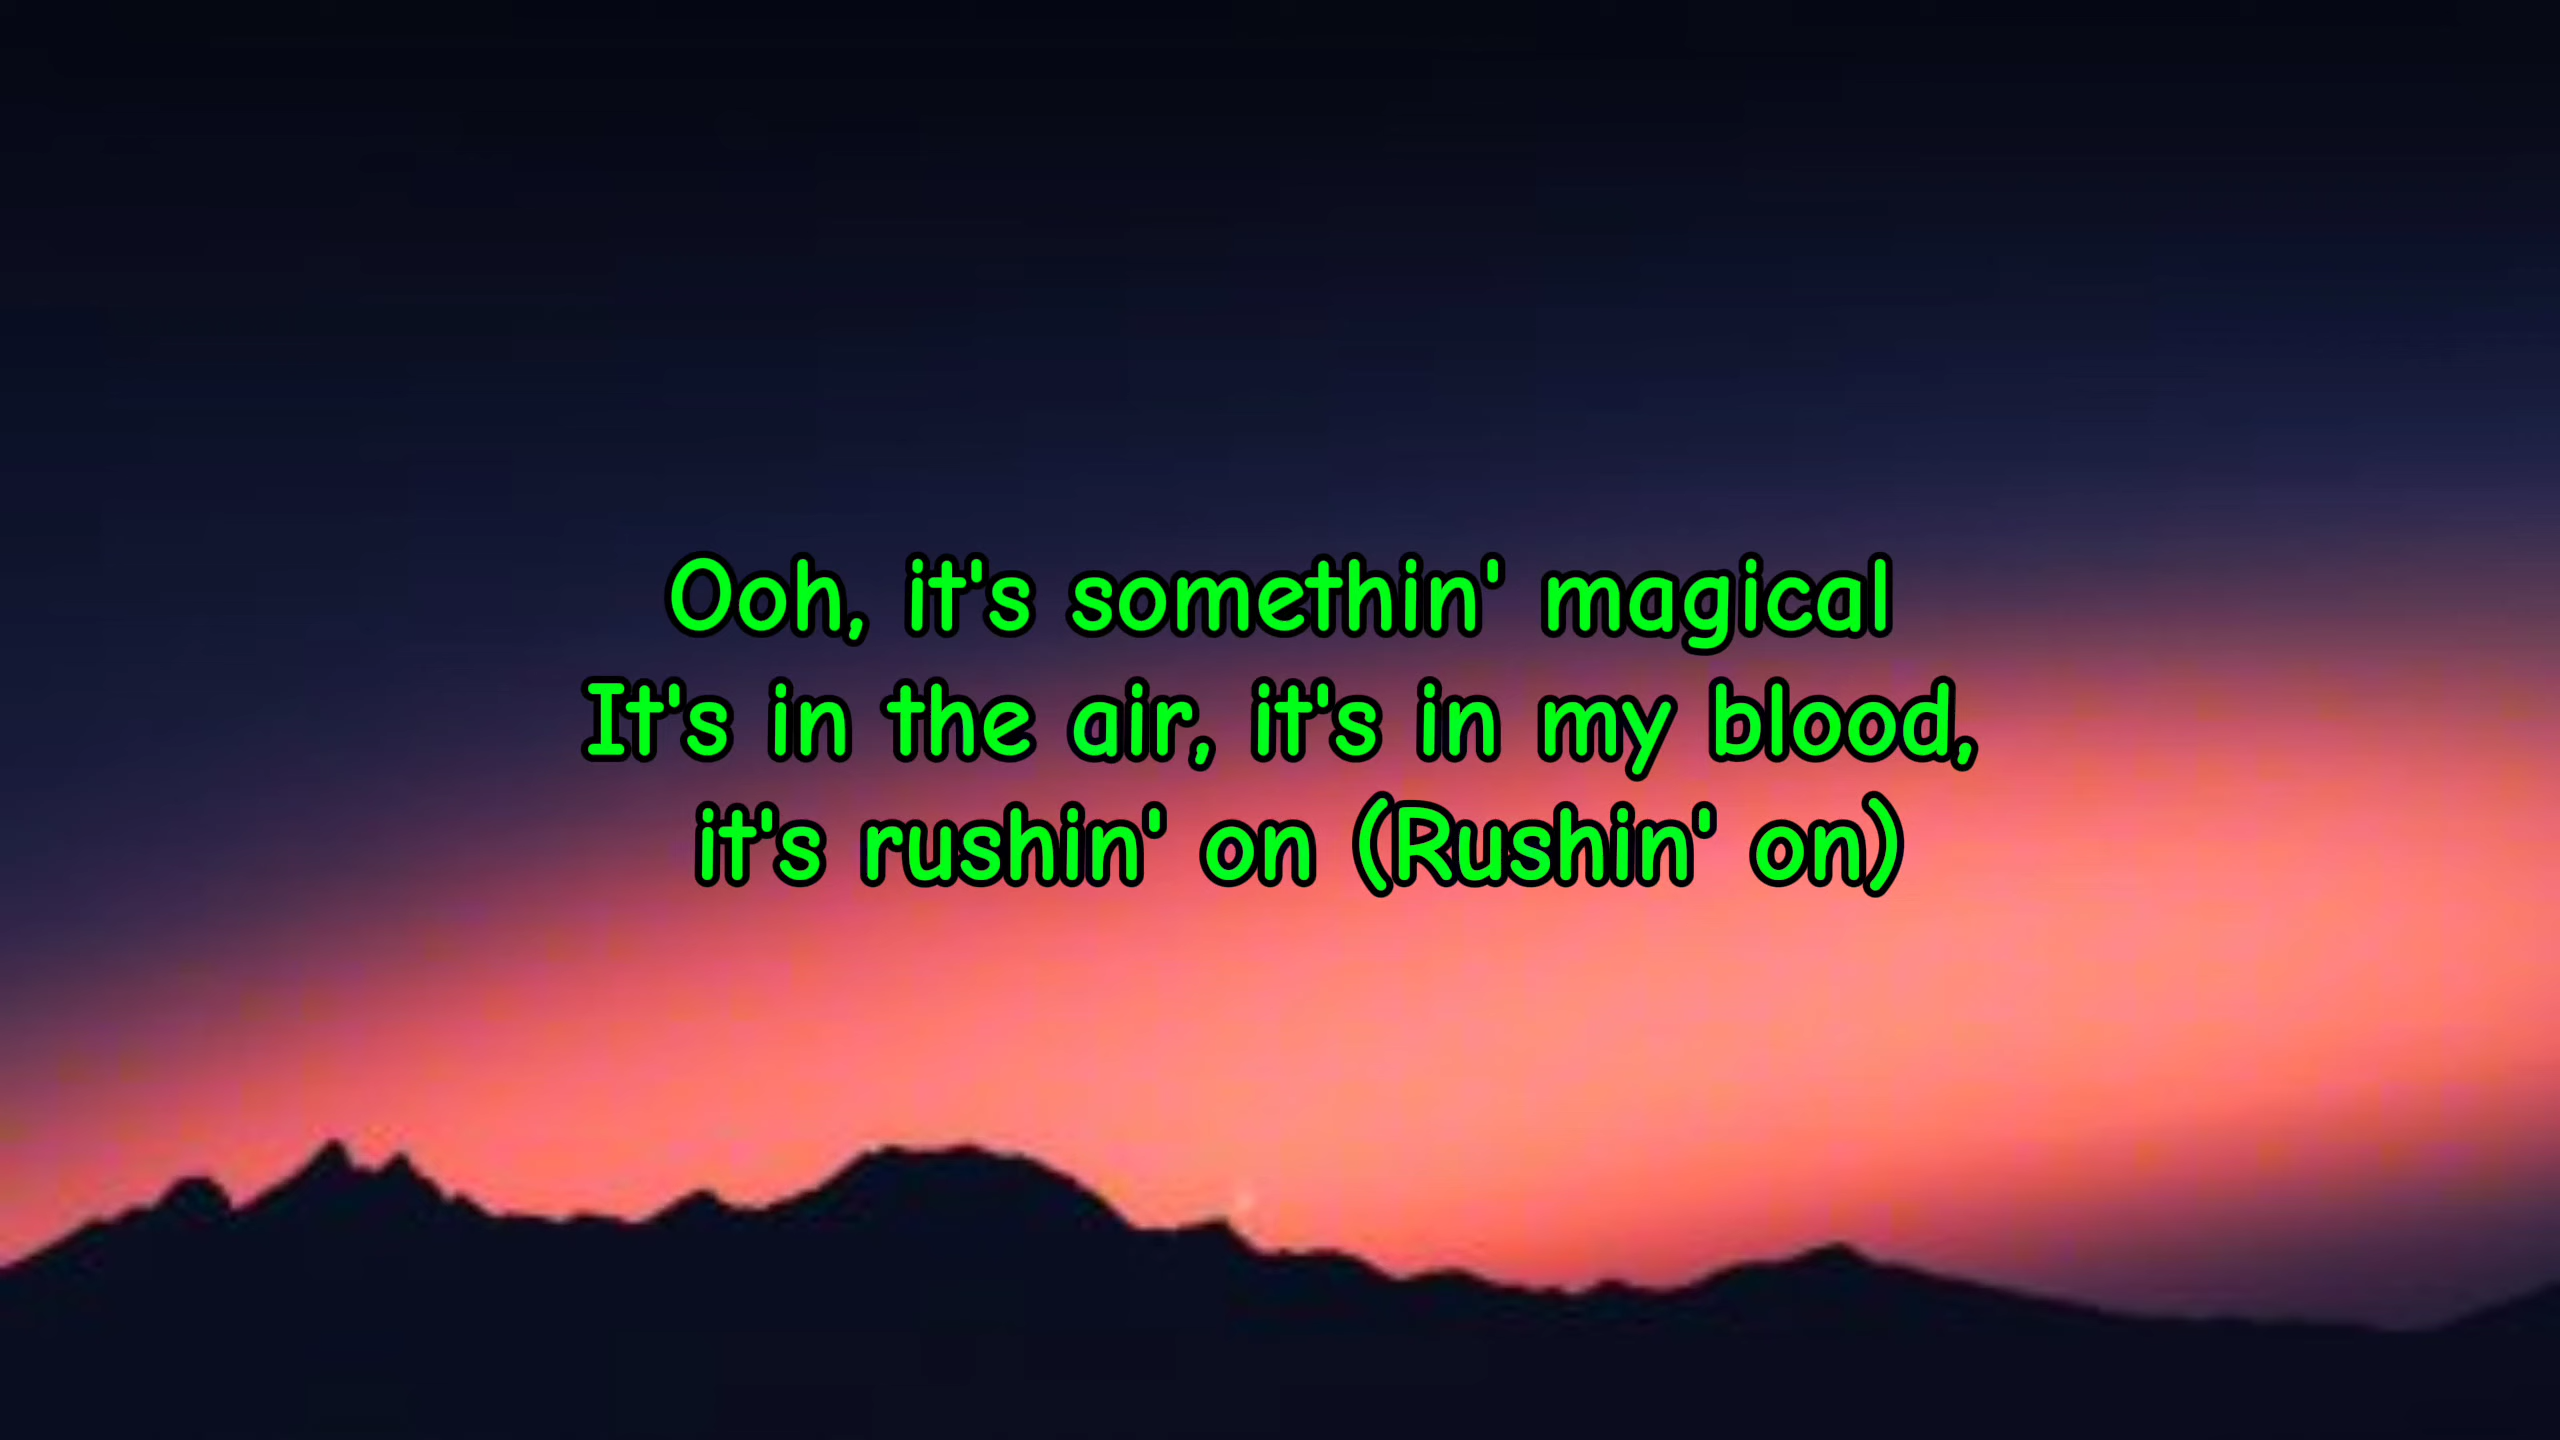 Ooh, it's somethin' magical
It's in the air, it's in my blood,
it's rushin' on (Rushin' on)